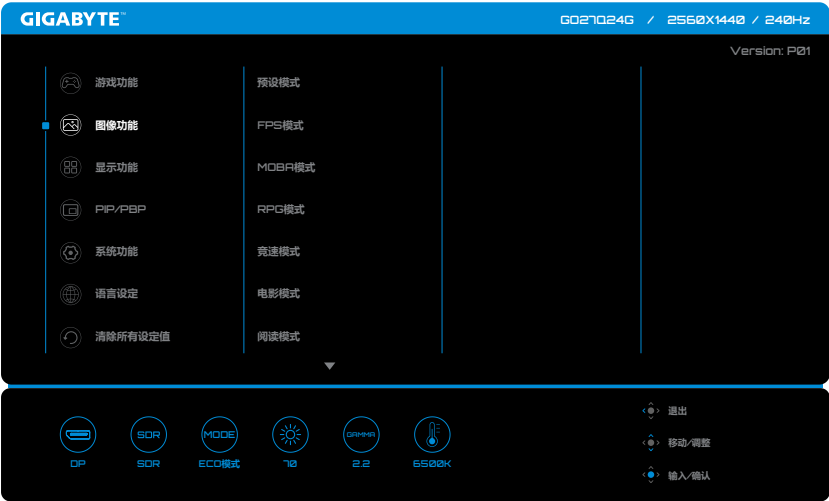 GIGABYTE™
GO27Q24G / 2560X1440 / 240Hz
Version: P01
游戏功能 预设模式
图像功能 FPS模式
显示功能 MOBA模式
PIP/PBP RPG模式
系统功能 竞速模式
语言设定 电影模式
清除所有设定值 阅读模式
退出
SDR MODE GAMMA
移动/调整
DP SDR ECO模式 70 2.2 6500K
输入/确认